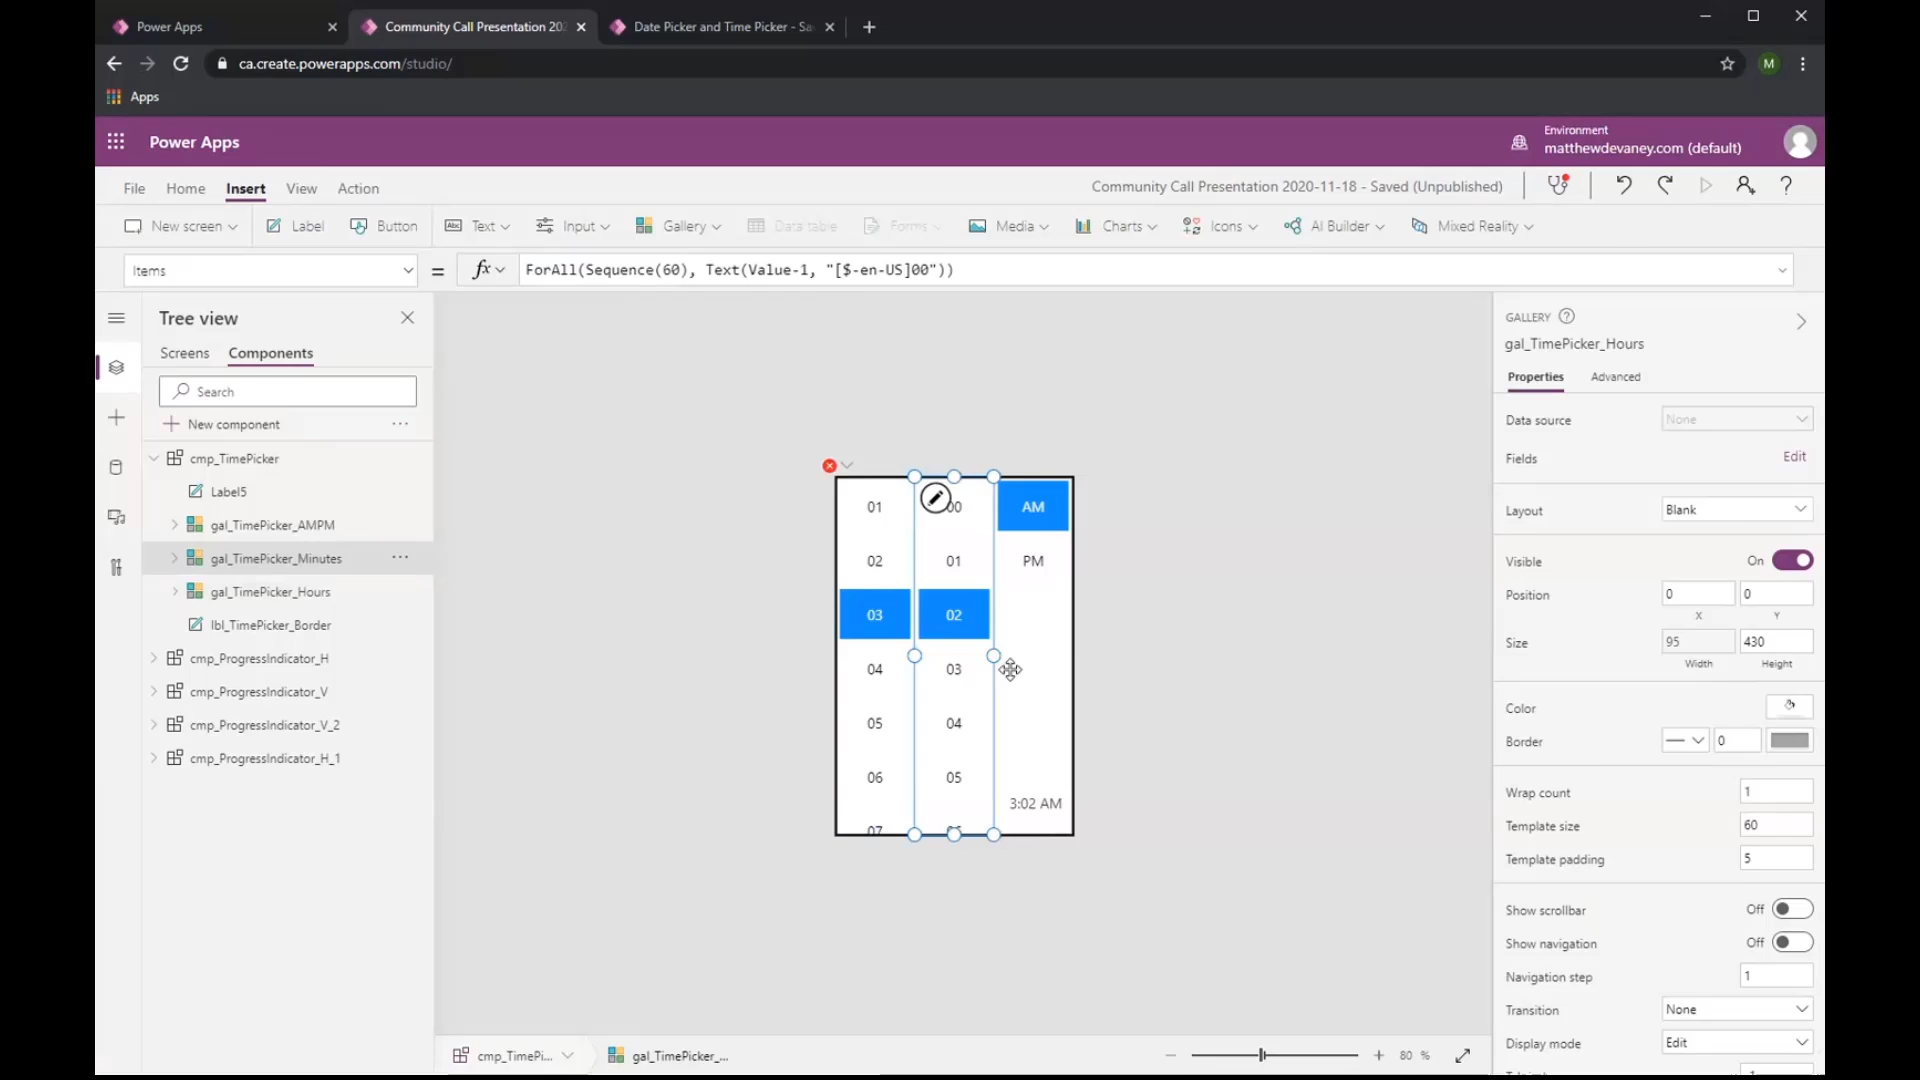 Power Apps
Community Call Presentation 202
Date Picker and Time Picker - Sa
ca.create.powerapps.com/studio/
M
Apps
Power Apps
Environment
matthewdevaney.com (default)
File Home Insert View Action
Community Call Presentation 2020-11-18 - Saved (Unpublished)
New screen Label Button Text Input Gallery Data table Forms Media Charts Icons AI Builder Mixed Reality
Items = fx ForAll(Sequence(60), Text(Value-1, "[$-en-US]00"))
Tree view
Screens Components
Search
New component ...
cmp_TimePicker
Label5
gal_TimePicker_AMPM
gal_TimePicker_Minutes ...
gal_TimePicker_Hours
lbl_TimePicker_Border
cmp_ProgressIndicator_H
cmp_ProgressIndicator_V
cmp_ProgressIndicator_V_2
cmp_ProgressIndicator_H_1
01 00 AM
02 01 PM
03 02
04 03
05 04
06 05
3:02 AM
07
cmp_TimePi... gal_TimePicker_...
80 %
GALLERY
gal_TimePicker_Hours
Properties Advanced
Data source None
Fields Edit
Layout Blank
Visible On
Position 0 0
X Y
Size 95 430
Width Height
Color
Border 0
Wrap count 1
Template size 60
Template padding 5
Show scrollbar Off
Show navigation Off
Navigation step 1
Transition None
Display mode Edit